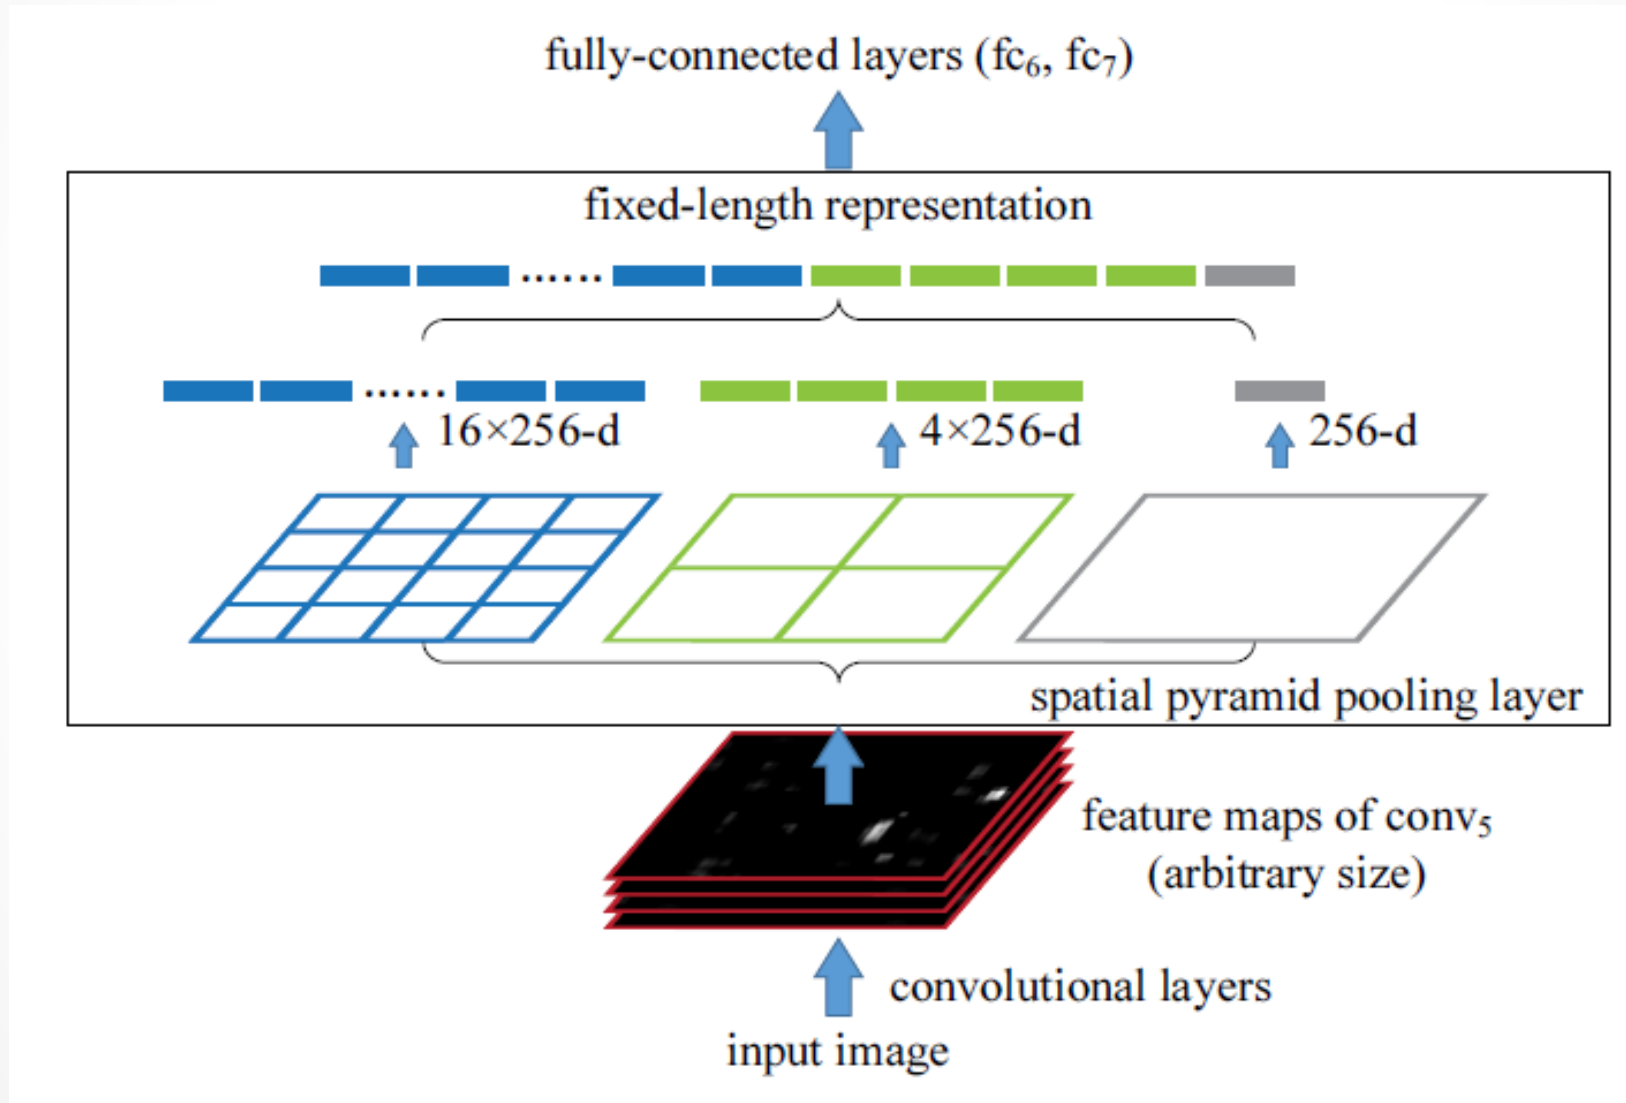 fully-connected layers (fc₆, fc₇)
fixed-length representation
......
......
16×256-d
4×256-d
256-d
spatial pyramid pooling layer
feature maps of conv₅
(arbitrary size)
convolutional layers
input image